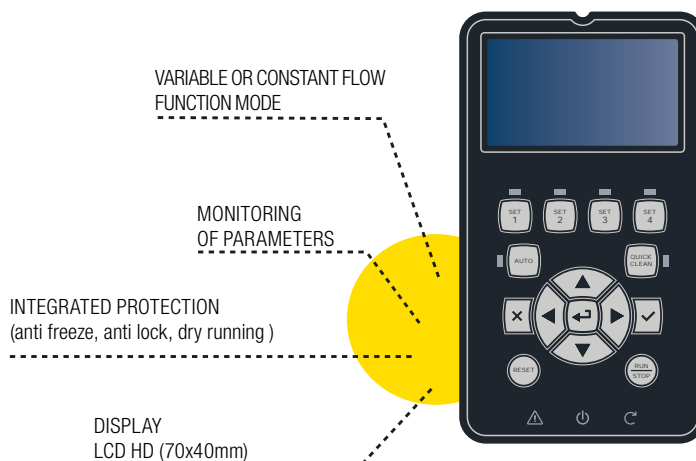 VARIABLE OR CONSTANT FLOW
FUNCTION MODE
MONITORING
OF PARAMETERS
INTEGRATED PROTECTION
(anti freeze, anti lock, dry running )
DISPLAY
LCD HD (70x40mm)
SET
1
SET
2
SET
3
SET
4
AUTO
QUICK
CLEAN
RESET
RUN
STOP